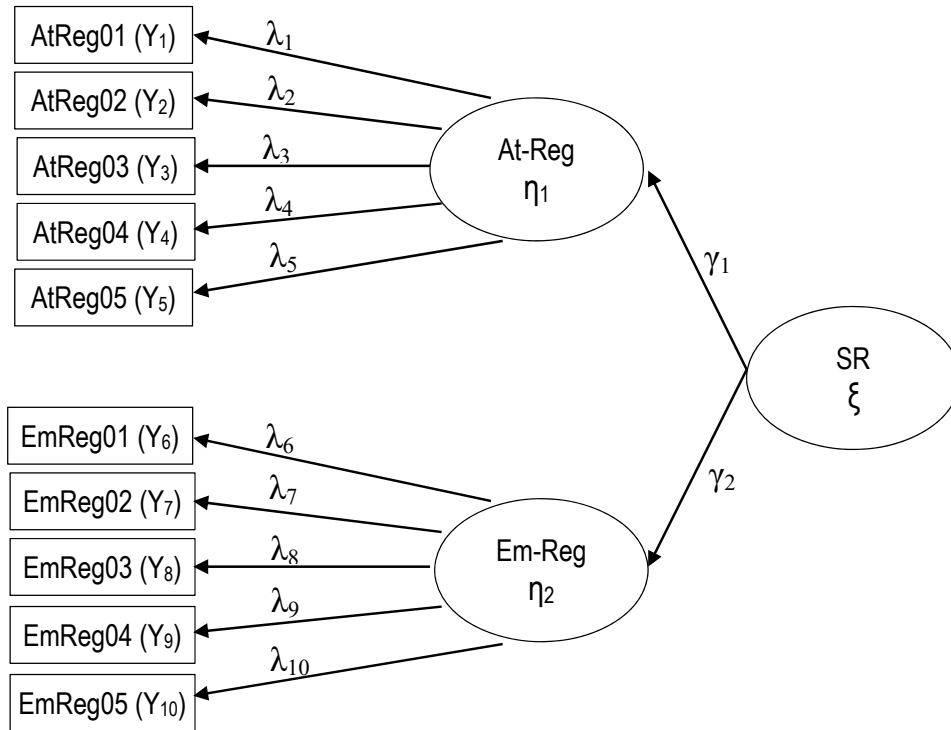 AtReg01 (Y₁)
λ₁
AtReg02 (Y₂)
λ₂
AtReg03 (Y₃)
λ₃
AtReg04 (Y₄)
λ₄
AtReg05 (Y₅)
λ₅
At-Reg
η₁
γ₁
SR
ξ
γ₂
EmReg01 (Y₆)
λ₆
EmReg02 (Y₇)
λ₇
EmReg03 (Y₈)
λ₈
EmReg04 (Y₉)
λ₉
EmReg05 (Y₁₀)
λ₁₀
Em-Reg
η₂